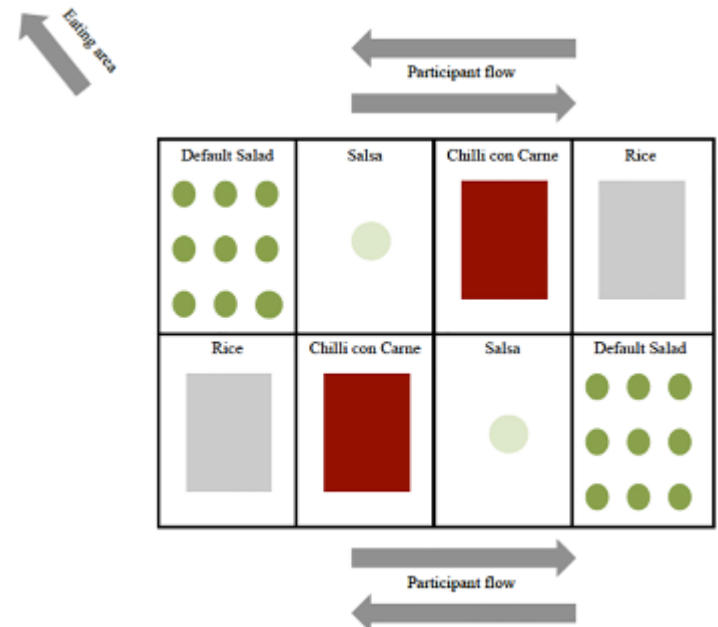 Eating area
Participant flow
Default Salad Salsa Chilli con Carne Rice
Rice Chilli con Carne Salsa Default Salad
Participant flow